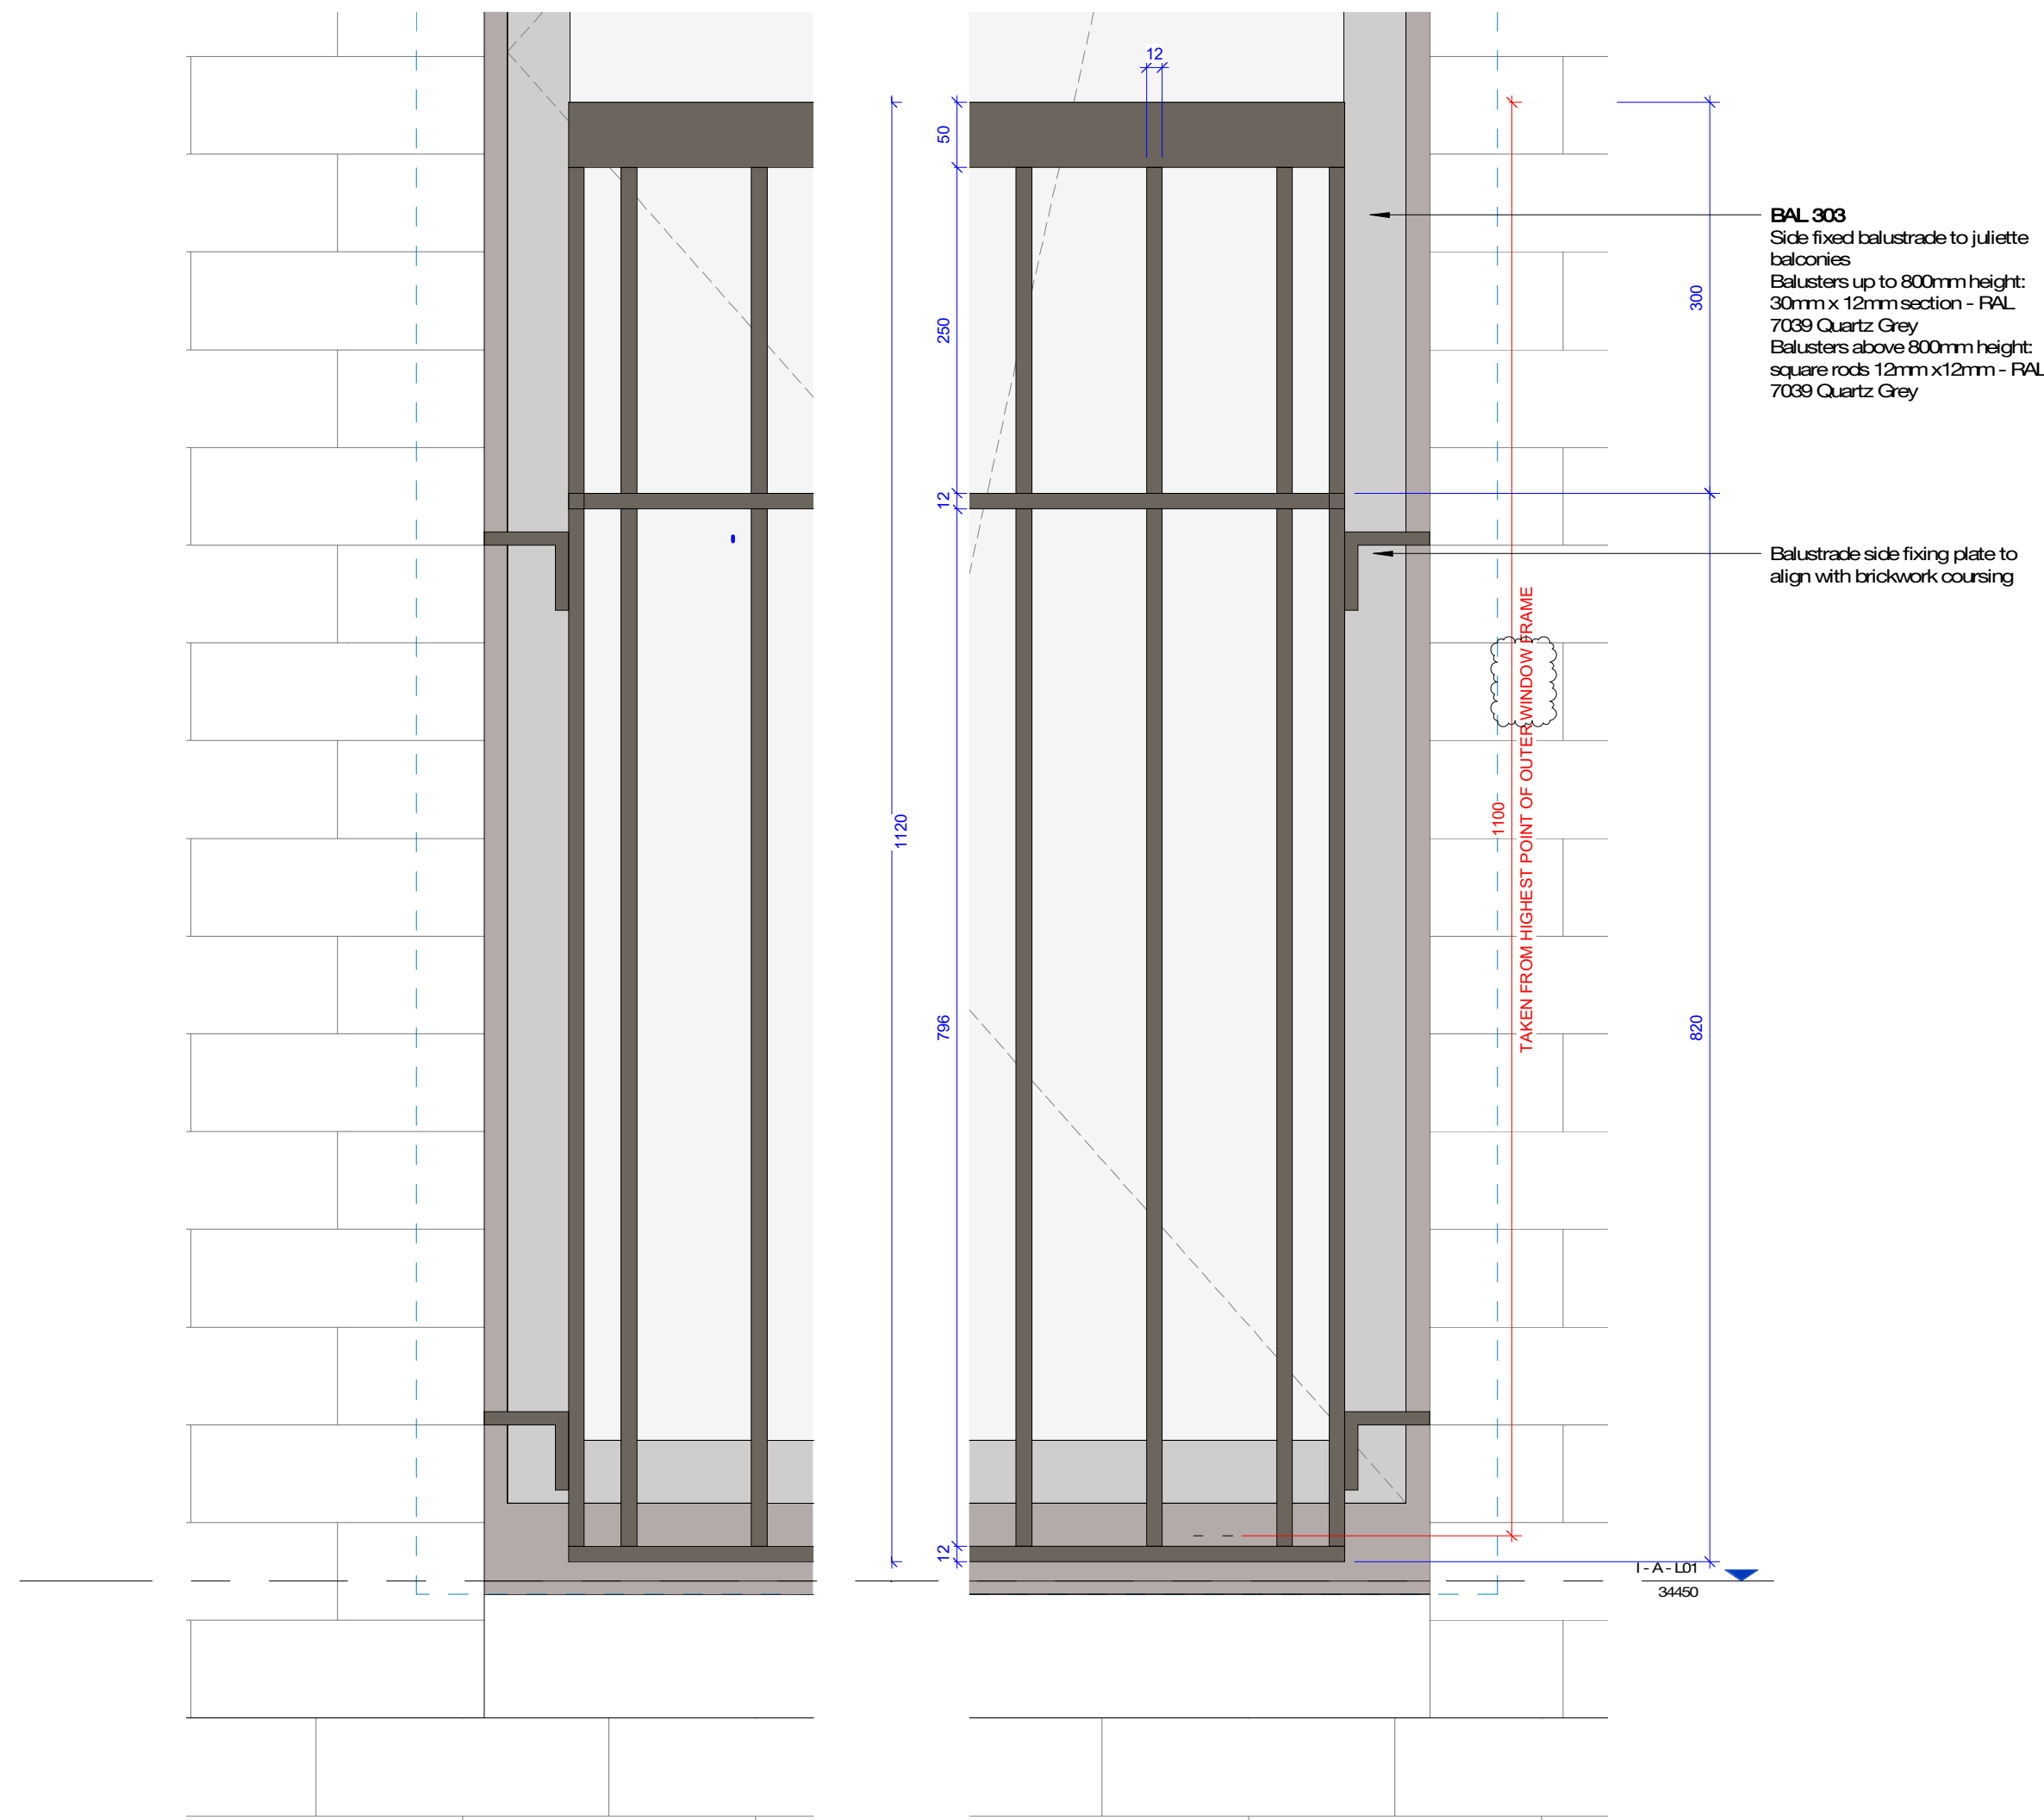 12
50
BAL 303
Side fixed balustrade to juliette
balconies
Balusters up to 800mm height:
30mm x 12mm section - RAL
7039 Quartz Grey
Balusters above 800mm height:
square rods 12mm x12mm - RAL
7039 Quartz Grey
300
250
12
Balustrade side fixing plate to
align with brickwork coursing
1120
1100
TAKEN FROM HIGHEST POINT OF OUTER WINDOW FRAME
796
820
12
I - A - L01
34450